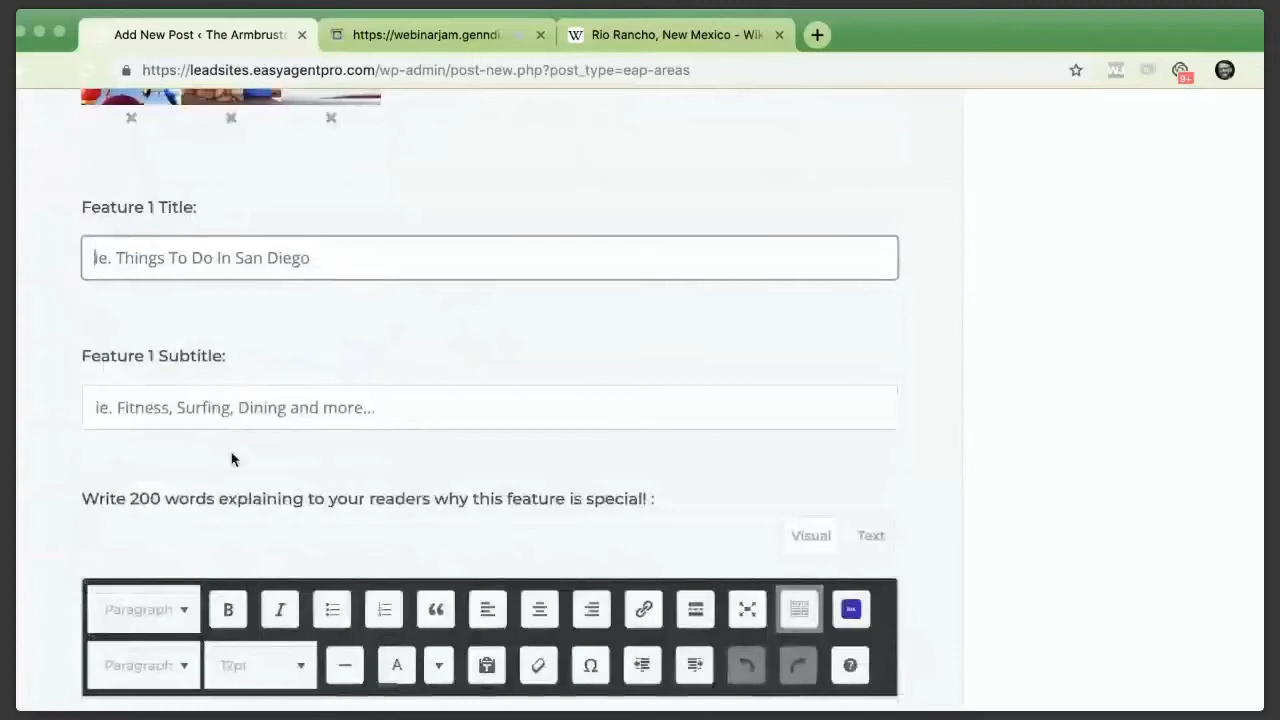 Add New Post ‹ The Armbrust
https://webinarjam.genndi.
W Rio Rancho, New Mexico - Wik
https://leadsites.easyagentpro.com/wp-admin/post-new.php?post_type=eap-areas
9+
Feature 1 Title:
ie. Things To Do In San Diego
Feature 1 Subtitle:
ie. Fitness, Surfing, Dining and more...
Write 200 words explaining to your readers why this feature is special! :
Visual Text
Paragraph B I
Paragraph 12pt A Ω ?